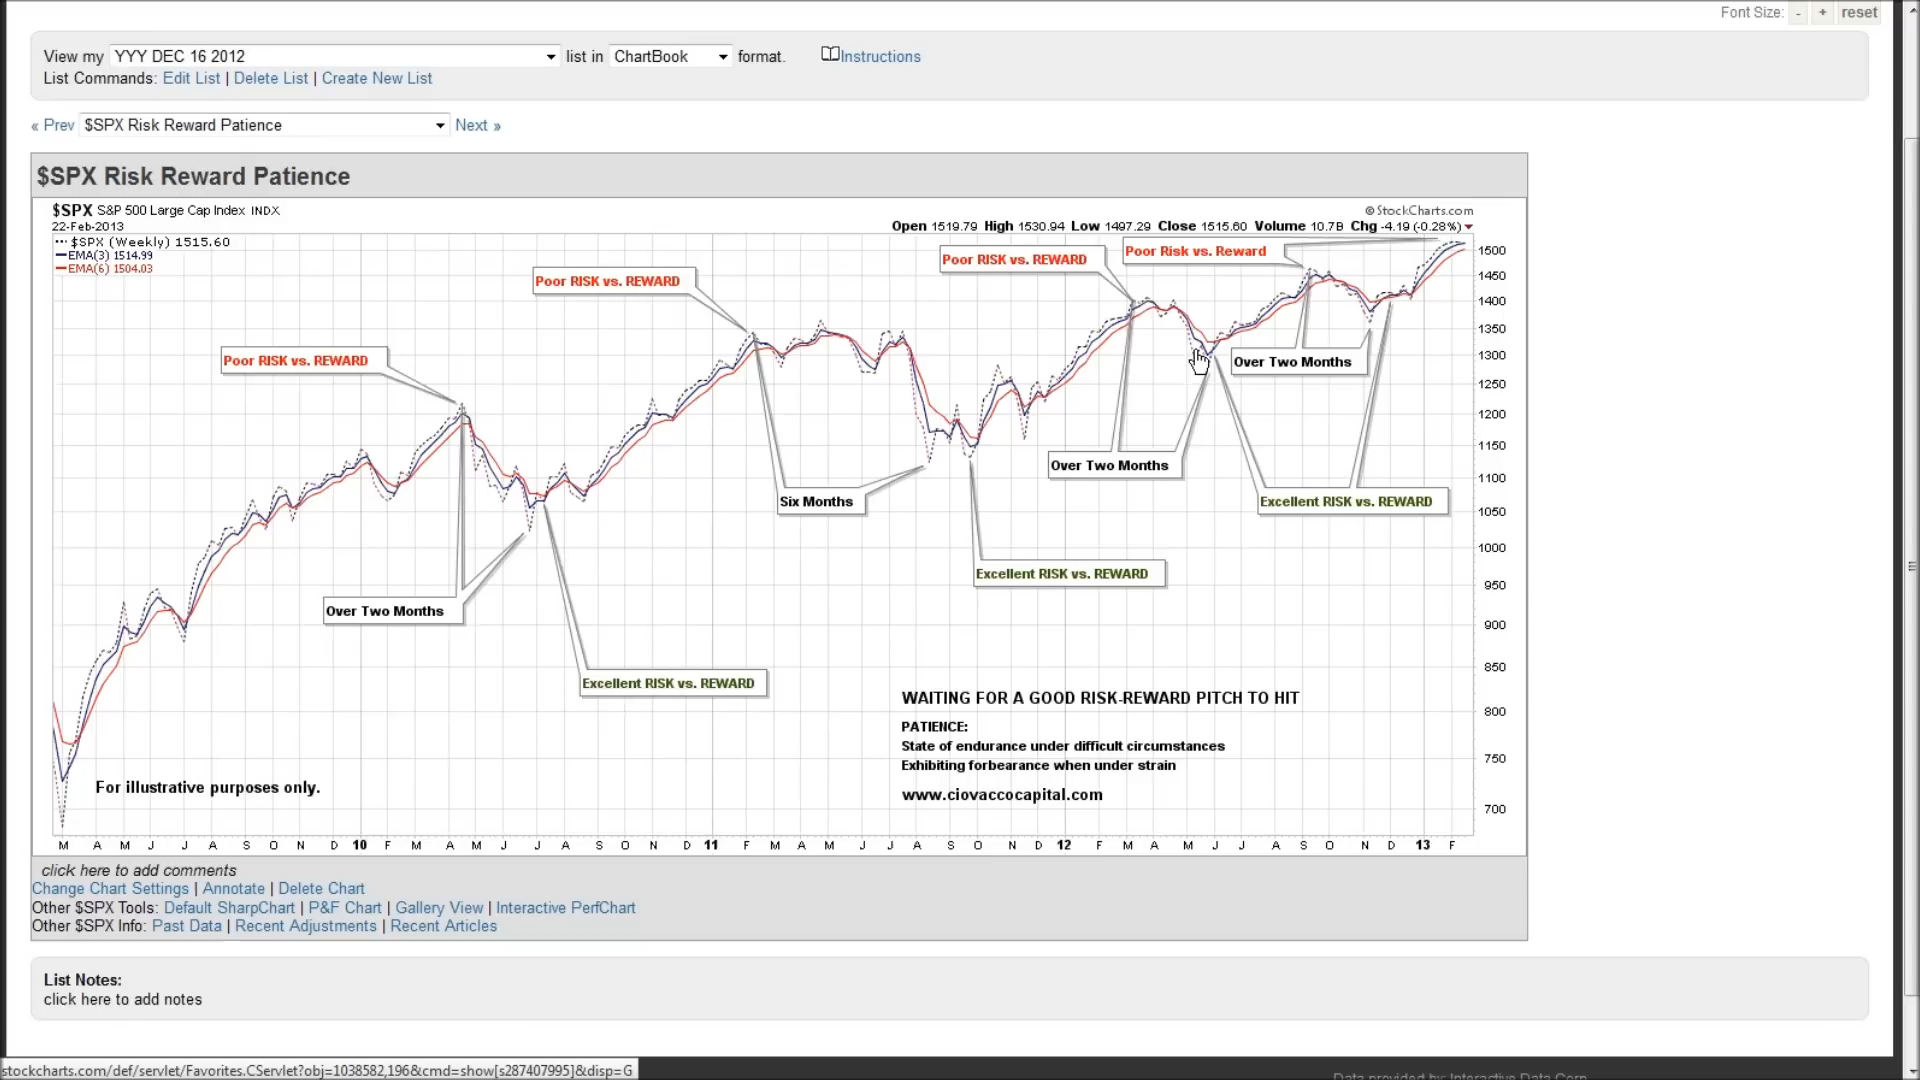 Font Size: - + reset
View my YYY DEC 16 2012 list in ChartBook format. Instructions
List Commands: Edit List | Delete List | Create New List
« Prev $SPX Risk Reward Patience Next »
$SPX Risk Reward Patience
$SPX S&P 500 Large Cap Index INDX
© StockCharts.com
22-Feb-2013
Open 1519.79 High 1530.94 Low 1497.29 Close 1515.60 Volume 10.7B Chg -4.19 (-0.28%)
$SPX (Weekly) 1515.60
EMA(3) 1514.99
EMA(6) 1504.03
Poor RISK vs. REWARD
Poor RISK vs. REWARD
Poor RISK vs. REWARD
Poor Risk vs. Reward
Over Two Months
Six Months
Over Two Months
Over Two Months
Excellent RISK vs. REWARD
Excellent RISK vs. REWARD
Excellent RISK vs. REWARD
1500
1450
1400
1350
1300
1250
1200
1150
1100
1050
1000
950
900
850
800
750
700
WAITING FOR A GOOD RISK-REWARD PITCH TO HIT
PATIENCE:
State of endurance under difficult circumstances
Exhibiting forbearance when under strain
www.ciovaccocapital.com
For illustrative purposes only.
M A M J J A S O N D 10 F M A M J J A S O N D 11 F M A M J J A S O N D 12 F M A M J J A S O N D 13 F
click here to add comments
Change Chart Settings | Annotate | Delete Chart
Other $SPX Tools: Default SharpChart | P&F Chart | Gallery View | Interactive PerfChart
Other $SPX Info: Past Data | Recent Adjustments | Recent Articles
List Notes:
click here to add notes
stockcharts.com/def/servlet/Favorites.CServlet?obj=1038582,196&cmd=show[s287407995]&disp=G
Data provided by: Interactive Data Corp